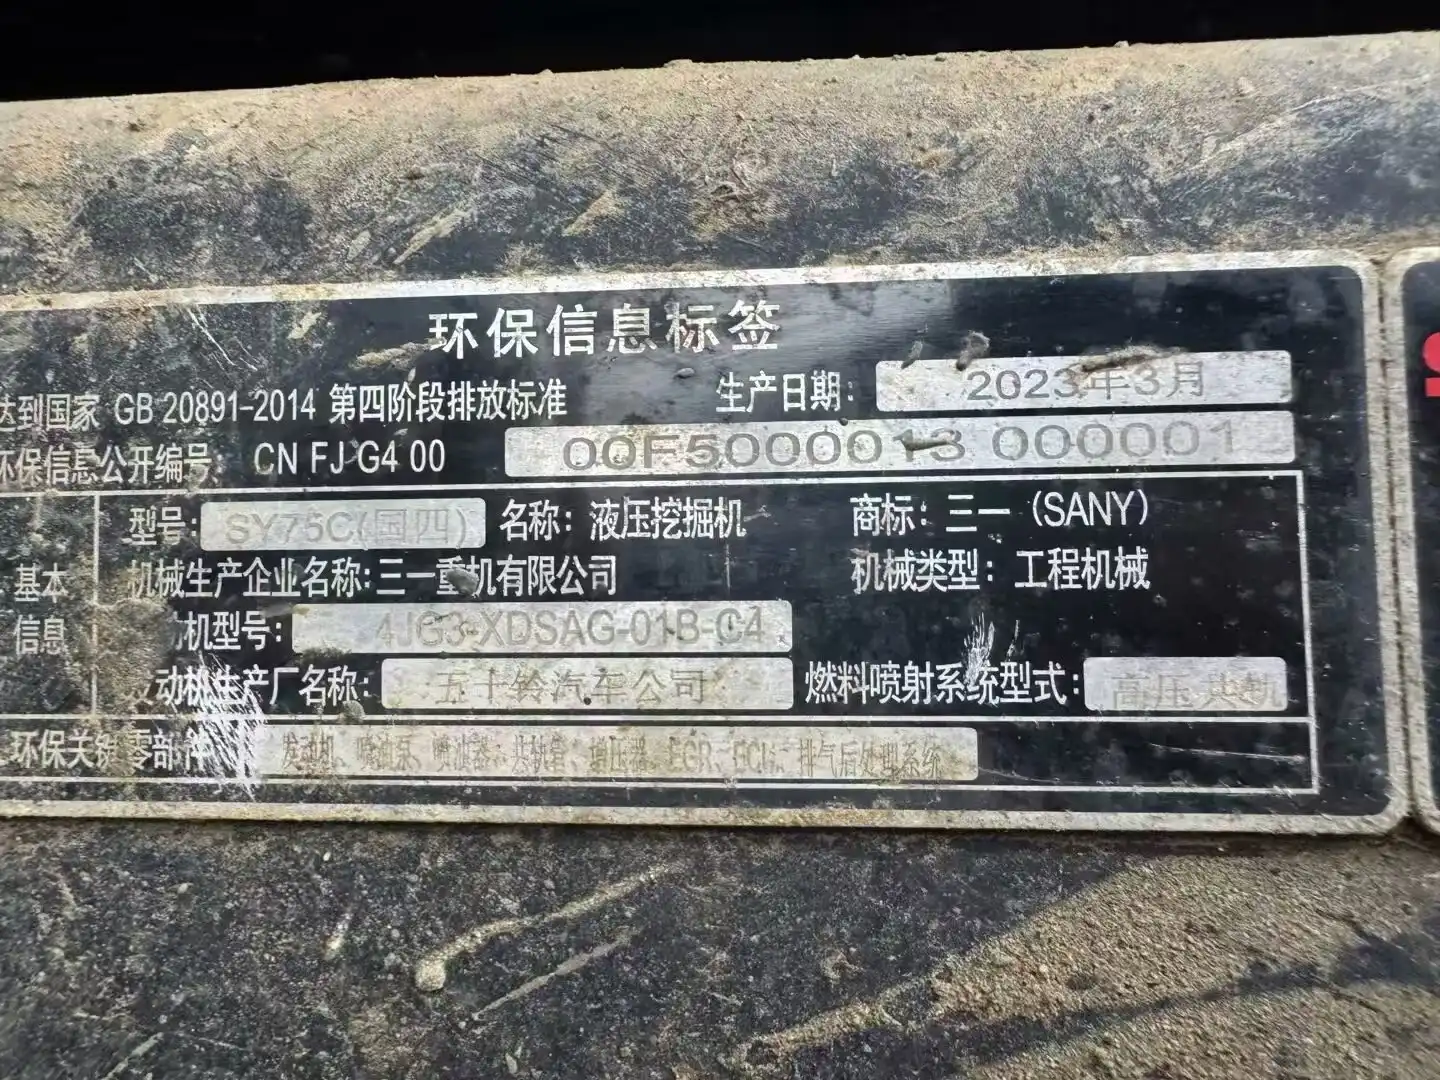 环保信息标签
达到国家 GB 20891-2014 第四阶段排放标准 生产日期: 2023年3月
环保信息公开编号: CN FJ G4 00 00F5000013 000001
基本信息
型号: SY75C(国四) 名称: 液压挖掘机 商标: 三一 (SANY)
机械生产企业名称: 三一重机有限公司 机械类型: 工程机械
动机型号: 4JG3-XDSAG-01B-C4
发动机生产厂名称: 五十铃汽车公司 燃料喷射系统型式: 高压共轨
环保关键零部件 发动机、喷油泵、喷油器、共轨管、增压器、EGR、ECU、排气后处理系统
S